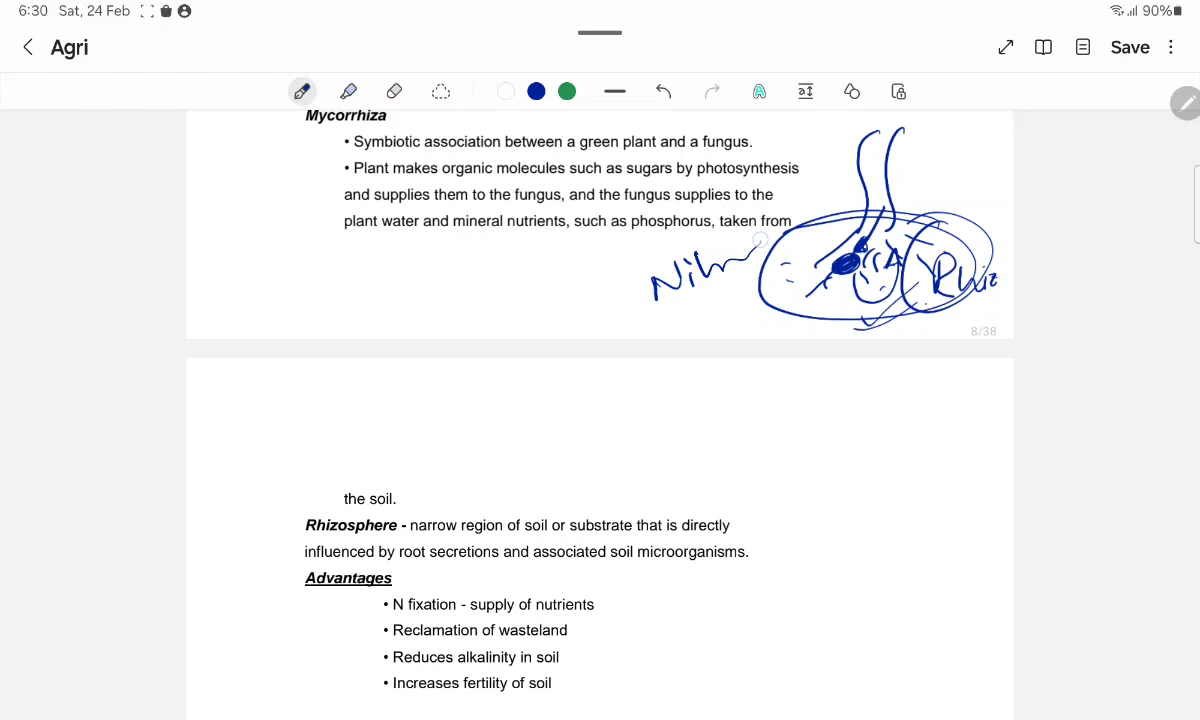 6:30 Sat, 24 Feb 90%
Agri Save
Mycorrhiza
• Symbiotic association between a green plant and a fungus.
• Plant makes organic molecules such as sugars by photosynthesis
and supplies them to the fungus, and the fungus supplies to the
plant water and mineral nutrients, such as phosphorus, taken from
Rhiz
8/38
the soil.
Rhizosphere - narrow region of soil or substrate that is directly
influenced by root secretions and associated soil microorganisms.
Advantages
• N fixation - supply of nutrients
• Reclamation of wasteland
• Reduces alkalinity in soil
• Increases fertility of soil